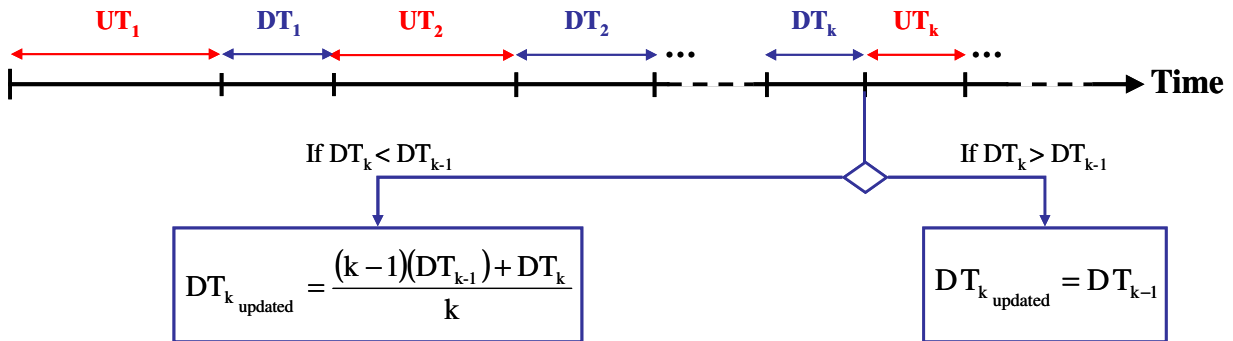 UT₁ DT₁ UT₂ DT₂ DTₖ UTₖ
... ...
Time
If DTₖ < DTₖ₋₁ If DTₖ > DTₖ₋₁
DTₖ updated = ((k − 1)(DTₖ₋₁) + DTₖ) / k
DTₖ updated = DTₖ₋₁